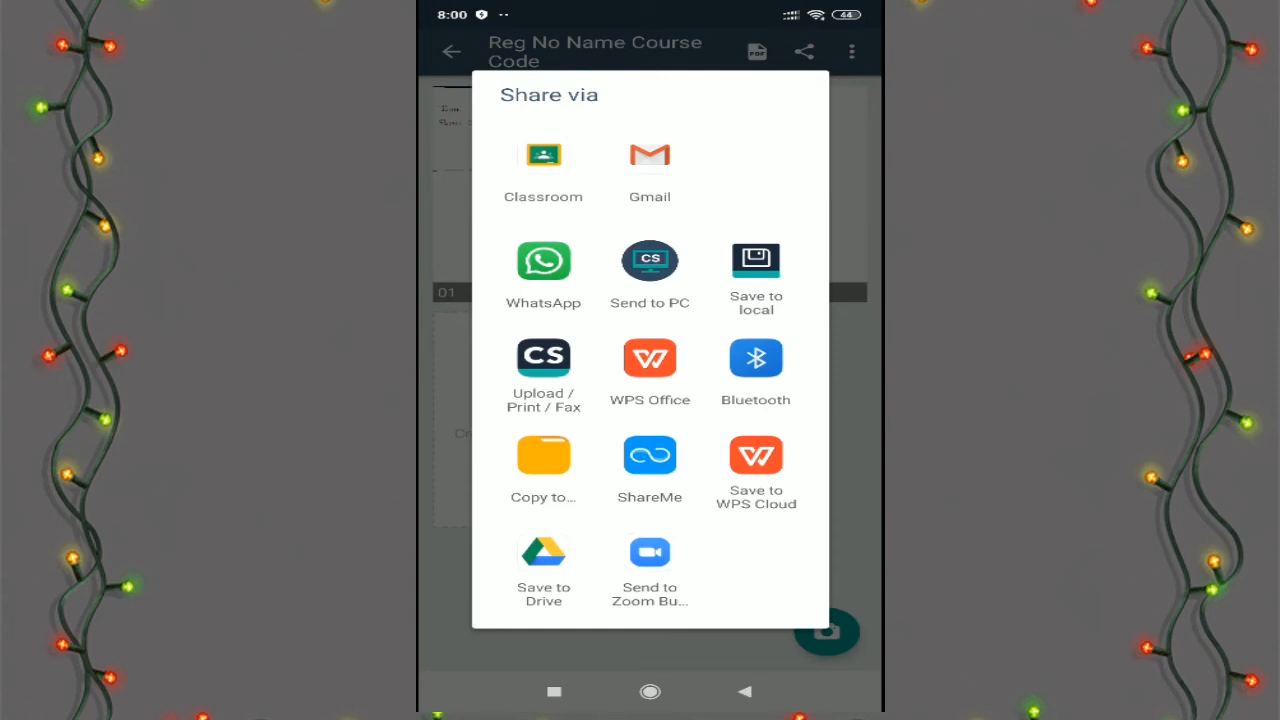 8:00
44
Reg No Name Course
Code
PDF
Share via
Classroom
Gmail
CS
WhatsApp
Send to PC
Save to
local
CS
Upload /
Print / Fax
WPS Office
Bluetooth
Copy to...
ShareMe
Save to
WPS Cloud
Save to
Drive
Send to
Zoom Bu...
01